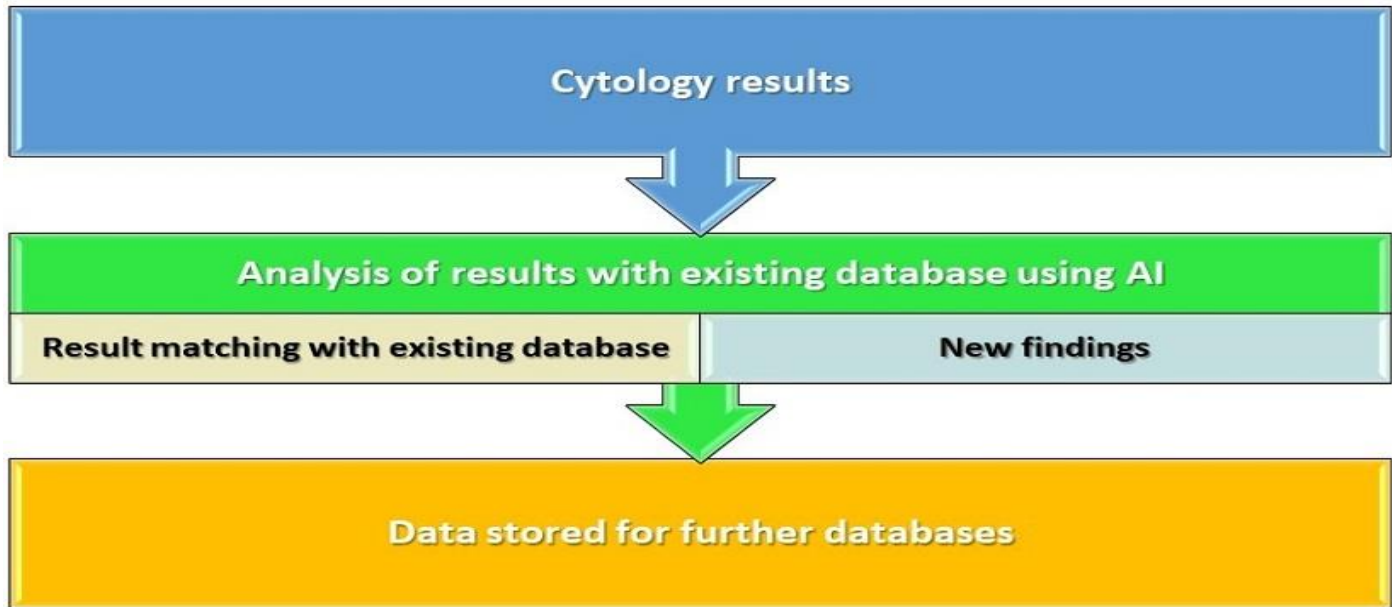 Cytology results
Analysis of results with existing database using AI
Result matching with existing database
New findings
Data stored for further databases